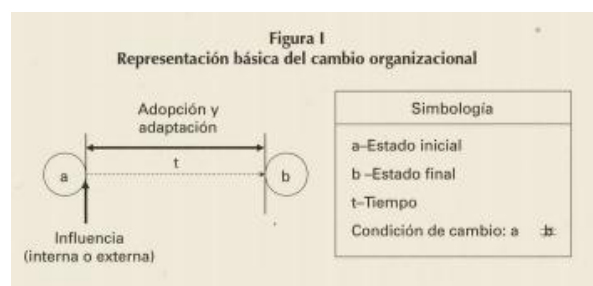 Figura I
Representación básica del cambio organizacional
Adopción y
adaptación
t
a
b
Influencia
(interna o externa)
Simbología
a–Estado inicial
b –Estado final
t–Tiempo
Condición de cambio: a ≠ b